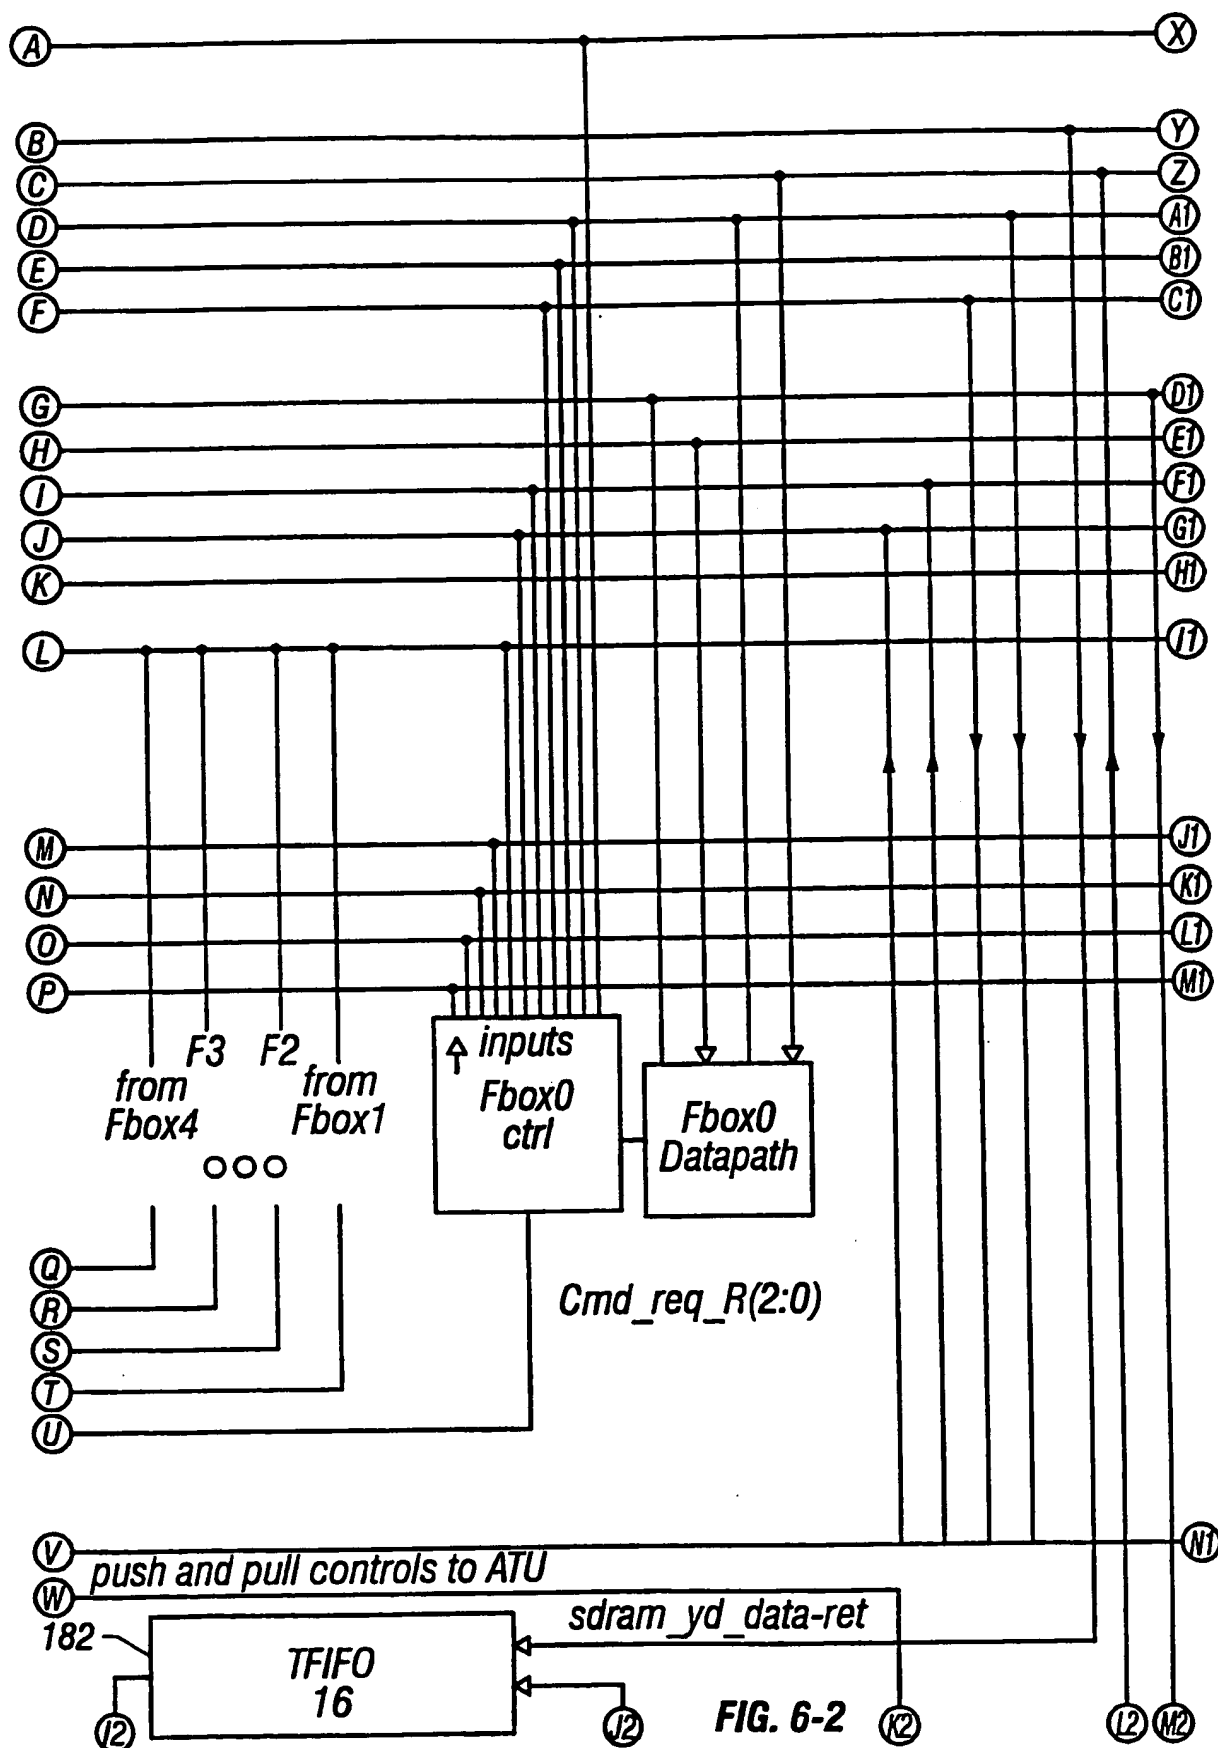 A X
B Y
C Z
D A1
E B1
F C1
G D1
H E1
I F1
J G1
K H1
L I1
M J1
N K1
O L1
P M1
F3 F2
from Fbox4
from Fbox1
inputs
Fbox0
ctrl
Fbox0
Datapath
Q
R
S
T
U
Cmd_req_R(2:0)
V N1
push and pull controls to ATU
W
sdram_yd_data-ret
182
TFIFO
16
I2 J2 K2 L2 M2
FIG. 6-2